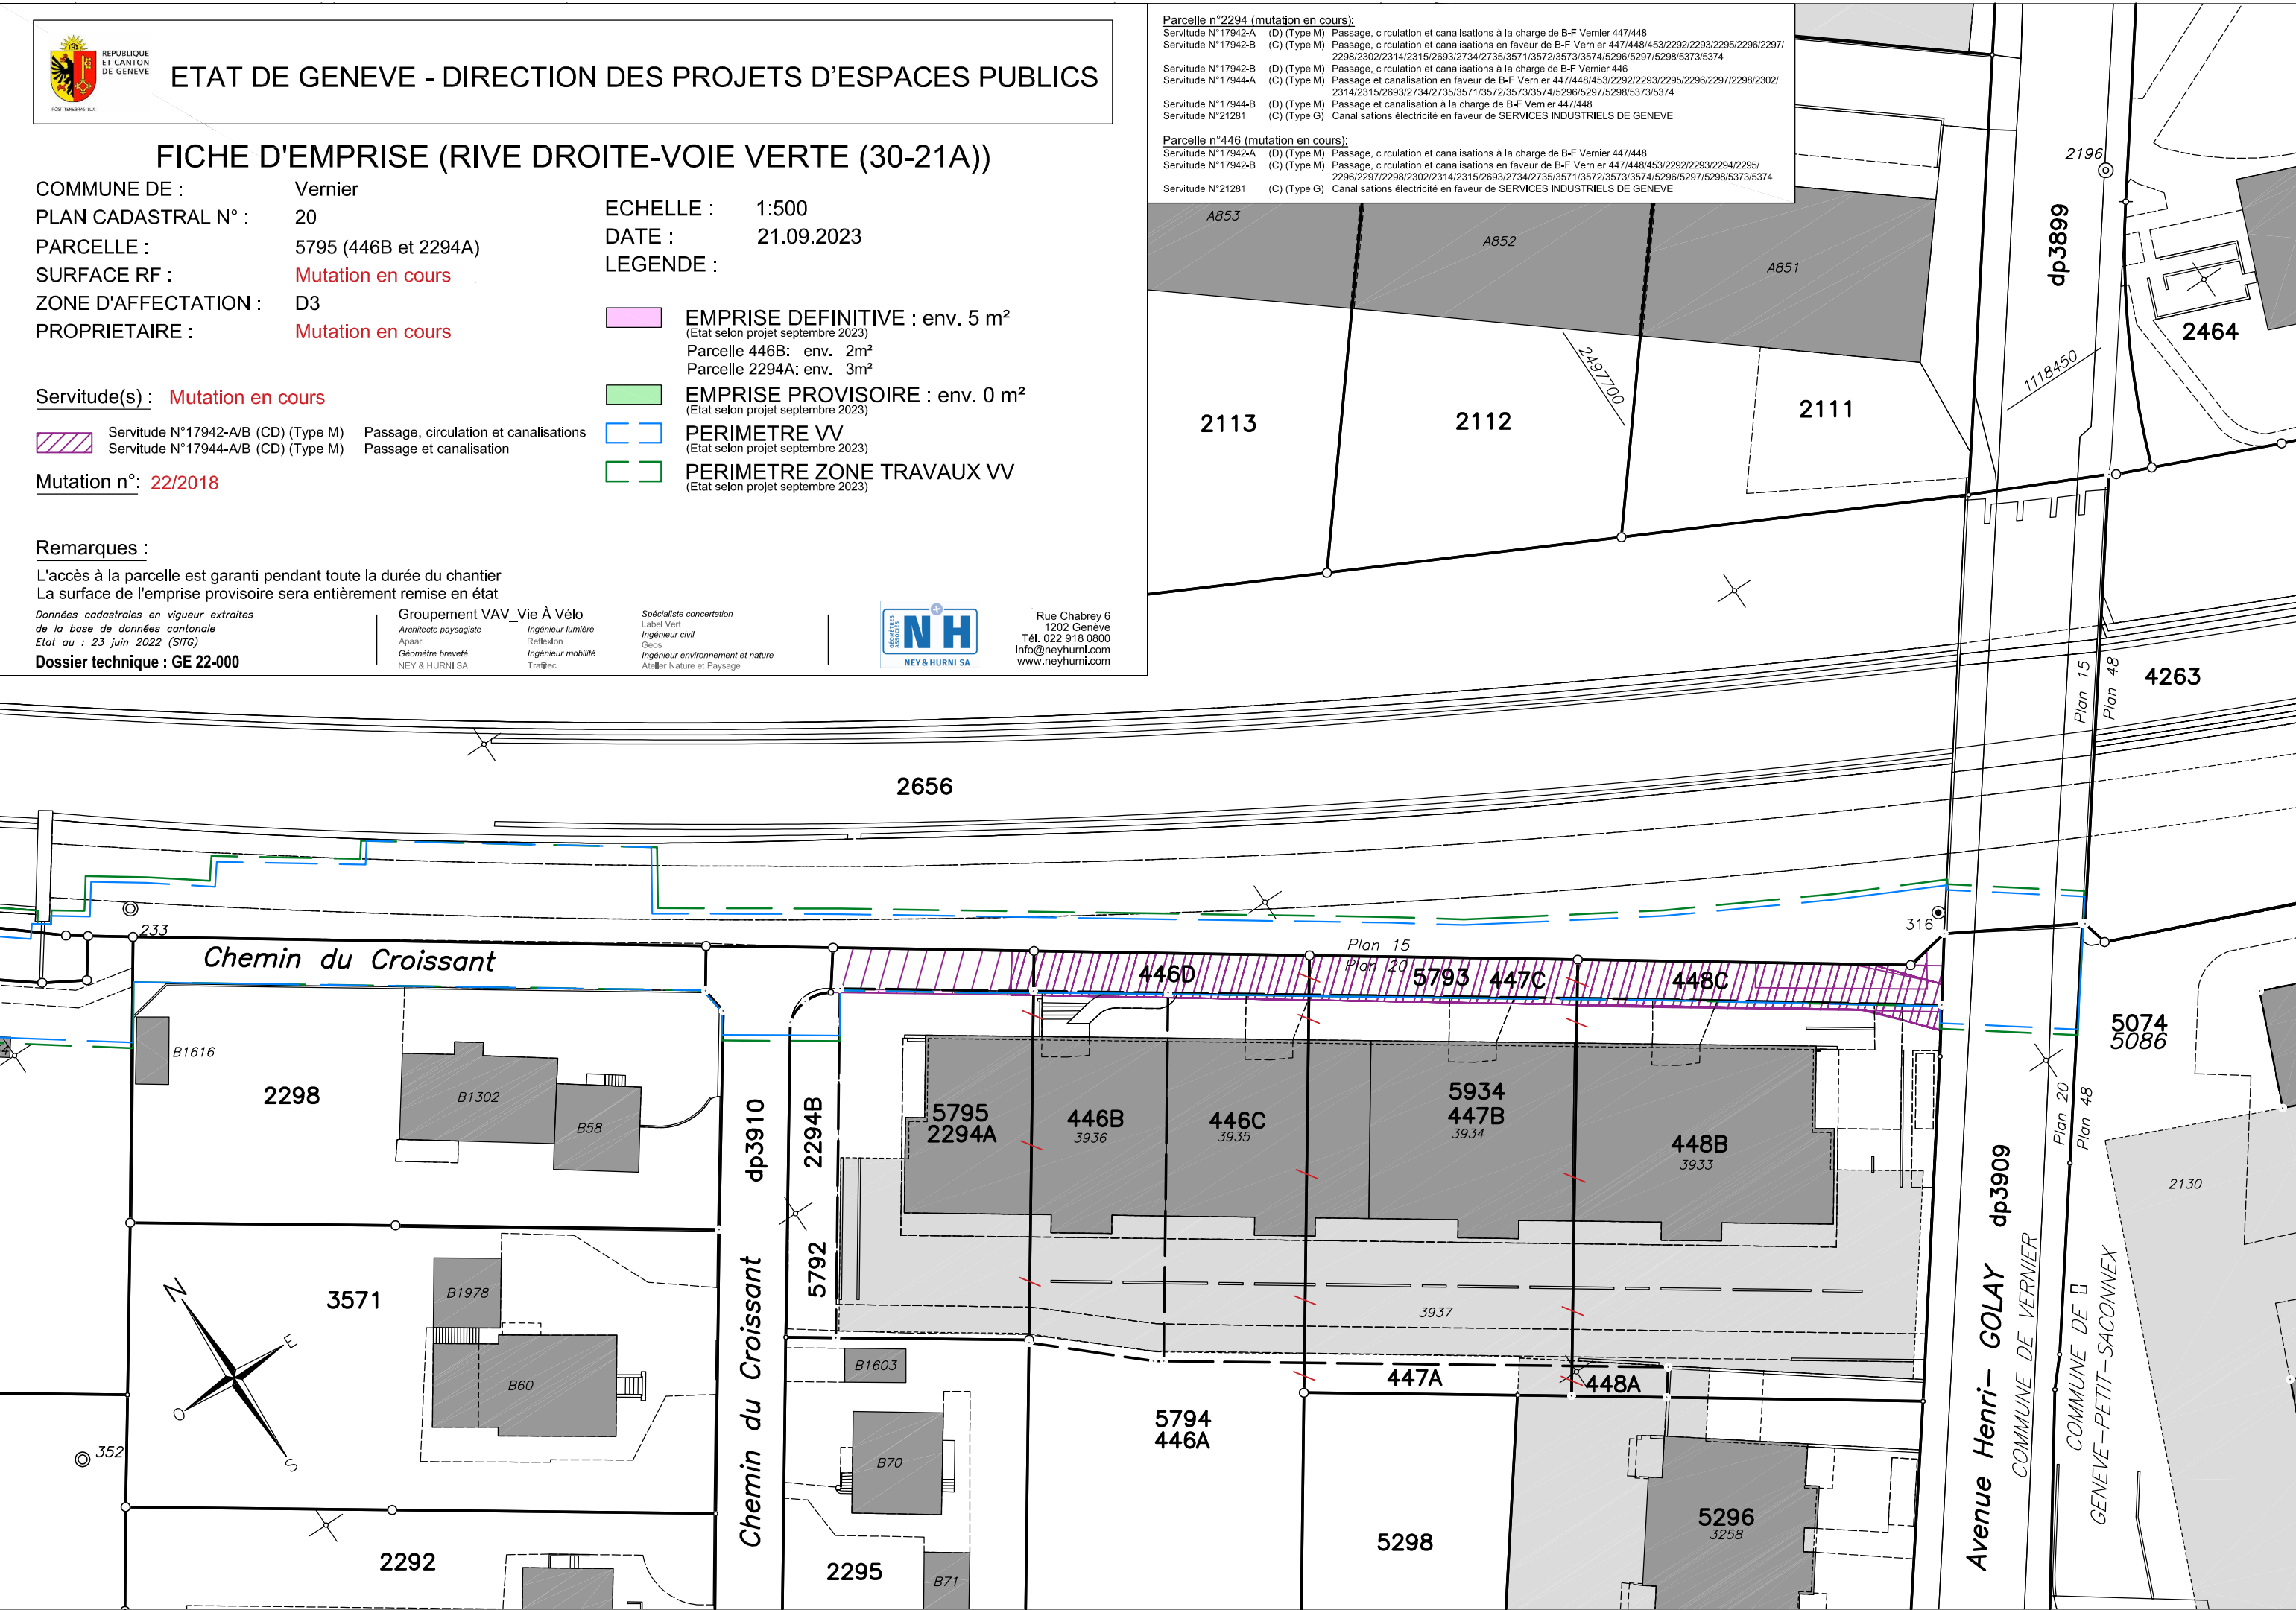 REPUBLIQUE
ET CANTON
DE GENEVE
POST TENEBRAS LUX
ETAT DE GENEVE - DIRECTION DES PROJETS D'ESPACES PUBLICS
FICHE D'EMPRISE (RIVE DROITE-VOIE VERTE (30-21A))
COMMUNE DE : Vernier
PLAN CADASTRAL N° : 20
PARCELLE : 5795 (446B et 2294A)
SURFACE RF : Mutation en cours
ZONE D'AFFECTATION : D3
PROPRIETAIRE : Mutation en cours
Servitude(s) : Mutation en cours
Servitude N°17942-A/B (CD) (Type M) Passage, circulation et canalisations
Servitude N°17944-A/B (CD) (Type M) Passage et canalisation
Mutation n°: 22/2018
ECHELLE : 1:500
DATE : 21.09.2023
LEGENDE :
EMPRISE DEFINITIVE : env. 5 m²
(Etat selon projet septembre 2023)
Parcelle 446B: env. 2m²
Parcelle 2294A: env. 3m²
EMPRISE PROVISOIRE : env. 0 m²
(Etat selon projet septembre 2023)
PERIMETRE VV
(Etat selon projet septembre 2023)
PERIMETRE ZONE TRAVAUX VV
(Etat selon projet septembre 2023)
Remarques :
L'accès à la parcelle est garanti pendant toute la durée du chantier
La surface de l'emprise provisoire sera entièrement remise en état
Données cadastrales en vigueur extraites
de la base de données cantonale
Etat au : 23 juin 2022 (SITG)
Dossier technique : GE 22-000
Groupement VAV_Vie À Vélo
Architecte paysagiste
Apaar
Géomètre breveté
NEY & HURNI SA
Ingénieur lumière
Reflexion
Ingénieur mobilité
Trafitec
Spécialiste concertation
Label Vert
Ingénieur civil
Geos
Ingénieur environnement et nature
Atelier Nature et Paysage
GÉOMÈTRES
ASSOCIÉS
N+H
NEY & HURNI SA
Rue Chabrey 6
1202 Genève
Tél. 022 918 0800
info@neyhurni.com
www.neyhurni.com
Parcelle n°2294 (mutation en cours):
Servitude N°17942-A (D) (Type M) Passage, circulation et canalisations à la charge de B-F Vernier 447/448
Servitude N°17942-B (C) (Type M) Passage, circulation et canalisations en faveur de B-F Vernier 447/448/453/2292/2293/2295/2296/2297/
2298/2302/2314/2315/2693/2734/2735/3571/3572/3573/3574/5296/5297/5298/5373/5374
Servitude N°17942-B (D) (Type M) Passage, circulation et canalisations à la charge de B-F Vernier 446
Servitude N°17944-A (C) (Type M) Passage et canalisation en faveur de B-F Vernier 447/448/453/2292/2293/2295/2296/2297/2298/2302/
2314/2315/2693/2734/2735/3571/3572/3573/3574/5296/5297/5298/5373/5374
Servitude N°17944-B (D) (Type M) Passage et canalisation à la charge de B-F Vernier 447/448
Servitude N°21281 (C) (Type G) Canalisations électricité en faveur de SERVICES INDUSTRIELS DE GENEVE
Parcelle n°446 (mutation en cours):
Servitude N°17942-A (D) (Type M) Passage, circulation et canalisations à la charge de B-F Vernier 447/448
Servitude N°17942-B (C) (Type M) Passage, circulation et canalisations en faveur de B-F Vernier 447/448/453/2292/2293/2294/2295/
2296/2297/2298/2302/2314/2315/2693/2734/2735/3571/3572/3573/3574/5296/5297/5298/5373/5374
Servitude N°21281 (C) (Type G) Canalisations électricité en faveur de SERVICES INDUSTRIELS DE GENEVE
2196
A853
A852
A851
dp3899
2464
2497700
1118450
2113
2112
2111
Plan 15
Plan 48
4263
2656
233
316
Chemin du Croissant
Plan 15
Plan 20
446D
5793
447C
448C
5074
5086
B1616
2298
B1302
B58
dp3910
2294B
5792
5795
2294A
446B
3936
446C
3935
5934
447B
3934
448B
3933
Plan 20
Plan 48
dp3909
2130
3571
B1978
B60
N
E
S
O
Chemin du Croissant
3937
Avenue Henri-GOLAY
COMMUNE DE VERNIER
COMMUNE DE
GENEVE-PETIT-SACONNEX
B1603
447A
448A
5794
446A
B70
352
5296
3258
5298
2292
2295
B71